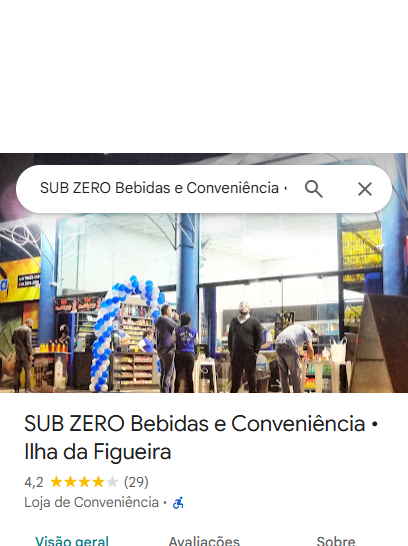 SUB ZERO Bebidas e Conveniência •
SUB ZERO Bebidas e Conveniência •
Ilha da Figueira
4,2 (29)
Loja de Conveniência •
Visão geral Avaliações Sobre